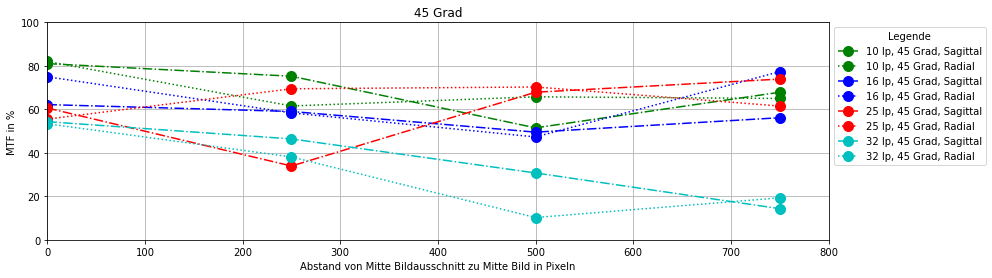 45 Grad
100
80
60
40
20
0
MTF in %
0 100 200 300 400 500 600 700 800
Abstand von Mitte Bildausschnitt zu Mitte Bild in Pixeln
Legende
10 lp, 45 Grad, Sagittal
10 lp, 45 Grad, Radial
16 lp, 45 Grad, Sagittal
16 lp, 45 Grad, Radial
25 lp, 45 Grad, Sagittal
25 lp, 45 Grad, Radial
32 lp, 45 Grad, Sagittal
32 lp, 45 Grad, Radial